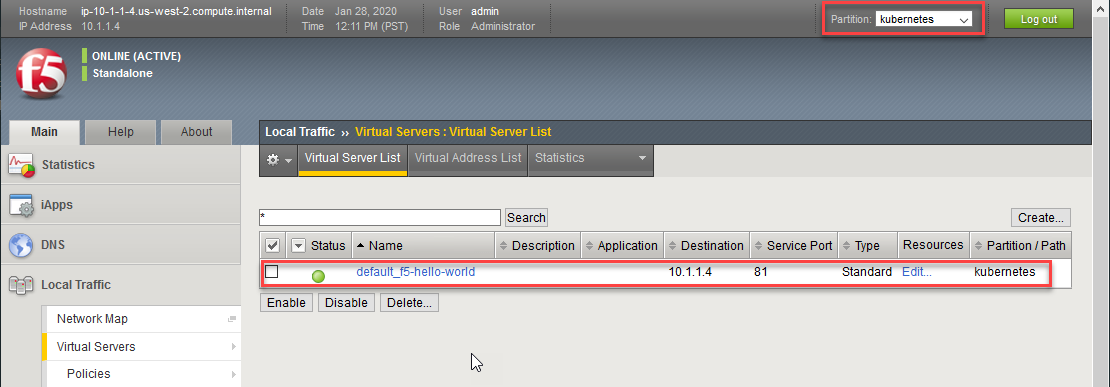 Hostname ip-10-1-1-4.us-west-2.compute.internal Date Jan 28, 2020 User admin
IP Address 10.1.1.4 Time 12:11 PM (PST) Role Administrator
Partition: kubernetes
Log out
f5
ONLINE (ACTIVE)
Standalone
Main Help About
Local Traffic ›› Virtual Servers : Virtual Server List
Virtual Server List Virtual Address List Statistics
Statistics
iApps
DNS
Local Traffic
Network Map
Virtual Servers
Policies
* Search Create...
Status Name Description Application Destination Service Port Type Resources Partition / Path
default_f5-hello-world 10.1.1.4 81 Standard Edit... kubernetes
Enable Disable Delete...